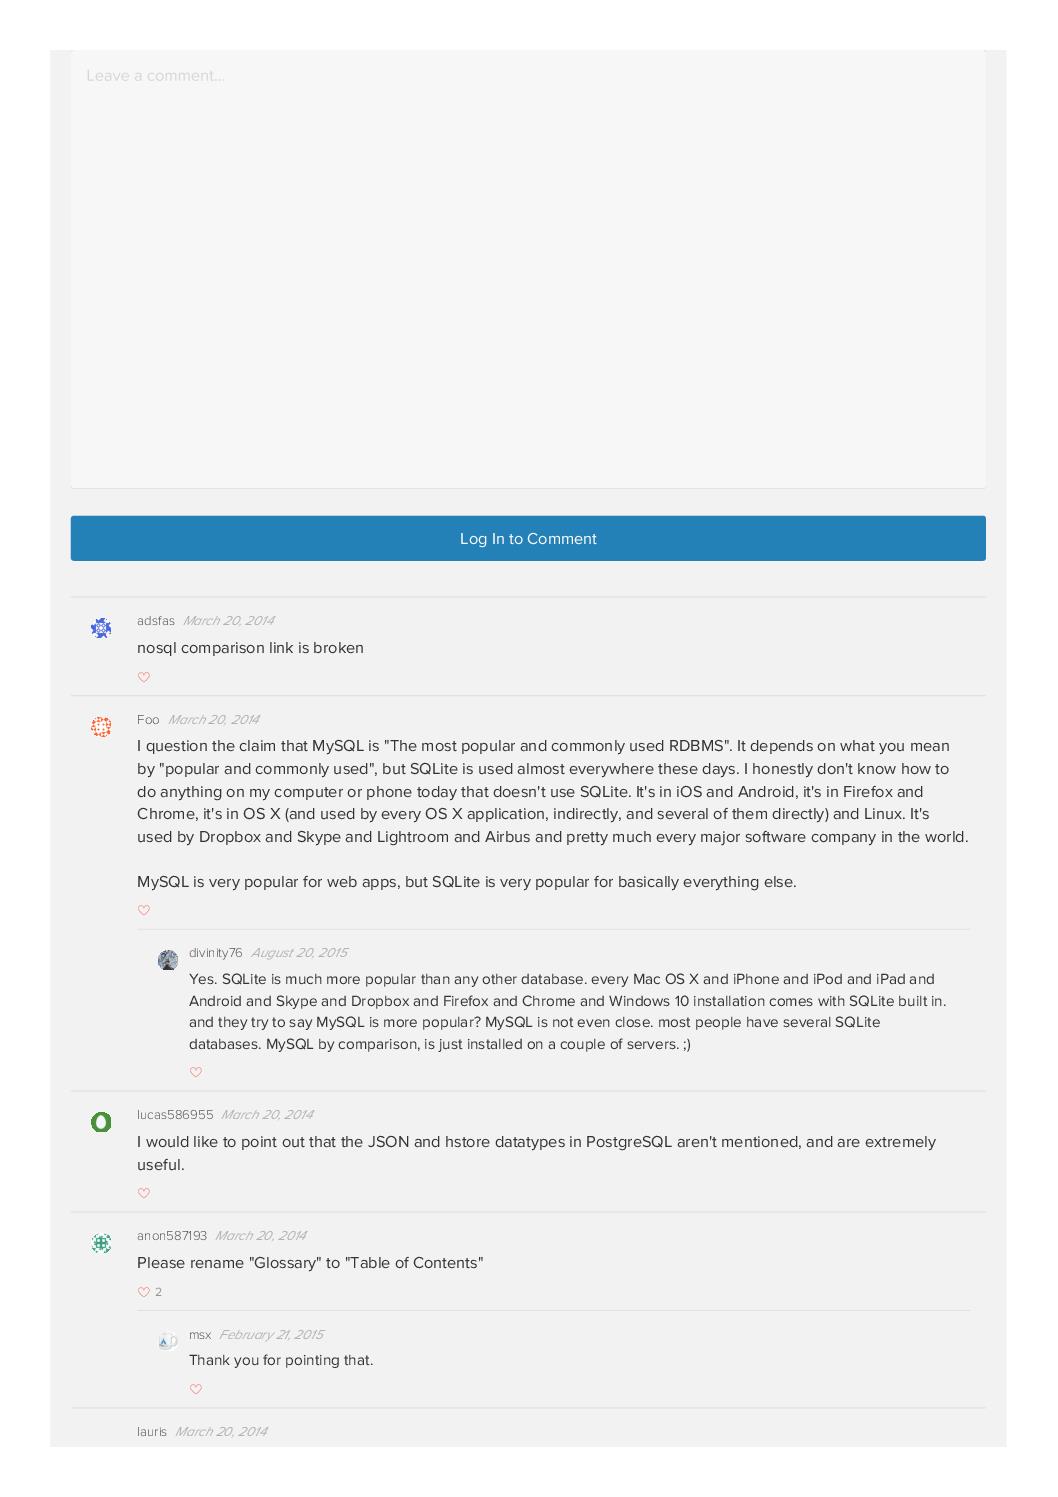 Leave a comment...
Log In to Comment
adsfas March 20, 2014
nosql comparison link is broken
Foo March 20, 2014
I question the claim that MySQL is "The most popular and commonly used RDBMS". It depends on what you mean
by "popular and commonly used", but SQLite is used almost everywhere these days. I honestly don't know how to
do anything on my computer or phone today that doesn't use SQLite. It's in iOS and Android, it's in Firefox and
Chrome, it's in OS X (and used by every OS X application, indirectly, and several of them directly) and Linux. It's
used by Dropbox and Skype and Lightroom and Airbus and pretty much every major software company in the world.
MySQL is very popular for web apps, but SQLite is very popular for basically everything else.
divinity76 August 20, 2015
Yes. SQLite is much more popular than any other database. every Mac OS X and iPhone and iPod and iPad and
Android and Skype and Dropbox and Firefox and Chrome and Windows 10 installation comes with SQLite built in.
and they try to say MySQL is more popular? MySQL is not even close. most people have several SQLite
databases. MySQL by comparison, is just installed on a couple of servers. ;)
lucas586955 March 20, 2014
I would like to point out that the JSON and hstore datatypes in PostgreSQL aren't mentioned, and are extremely
useful.
anon587193 March 20, 2014
Please rename "Glossary" to "Table of Contents"
2
msx February 21, 2015
Thank you for pointing that.
lauris March 20, 2014